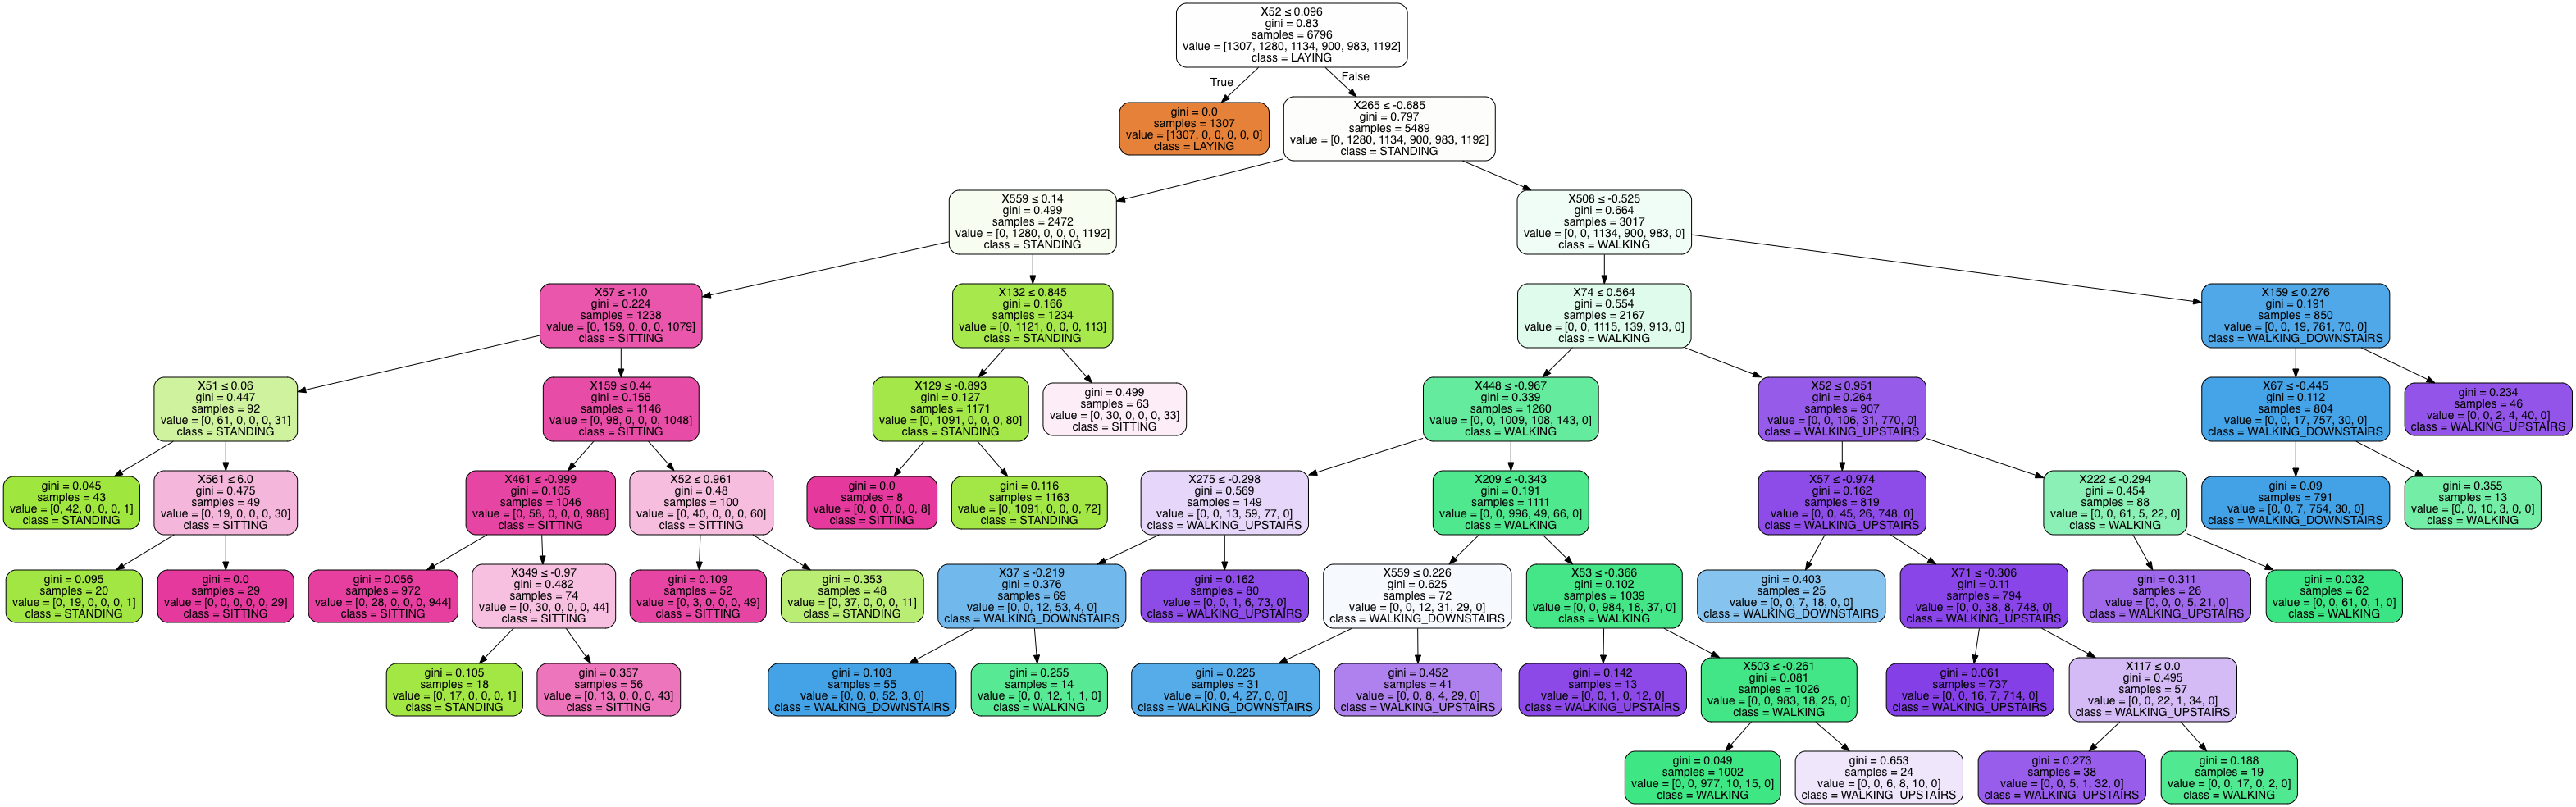 X52 ≤ 0.096
gini = 0.83
samples = 6796
value = [1307, 1280, 1134, 900, 983, 1192]
class = LAYING
True
False
gini = 0.0
samples = 1307
value = [1307, 0, 0, 0, 0, 0]
class = LAYING
X265 ≤ -0.685
gini = 0.797
samples = 5489
value = [0, 1280, 1134, 900, 983, 1192]
class = STANDING
X559 ≤ 0.14
gini = 0.499
samples = 2472
value = [0, 1280, 0, 0, 0, 1192]
class = STANDING
X508 ≤ -0.525
gini = 0.664
samples = 3017
value = [0, 0, 1134, 900, 983, 0]
class = WALKING
X57 ≤ -1.0
gini = 0.224
samples = 1238
value = [0, 159, 0, 0, 0, 1079]
class = SITTING
X132 ≤ 0.845
gini = 0.166
samples = 1234
value = [0, 1121, 0, 0, 0, 113]
class = STANDING
X74 ≤ 0.564
gini = 0.554
samples = 2167
value = [0, 0, 1115, 139, 913, 0]
class = WALKING
X159 ≤ 0.276
gini = 0.191
samples = 850
value = [0, 0, 19, 761, 70, 0]
class = WALKING_DOWNSTAIRS
X51 ≤ 0.06
gini = 0.447
samples = 92
value = [0, 61, 0, 0, 0, 31]
class = STANDING
X159 ≤ 0.44
gini = 0.156
samples = 1146
value = [0, 98, 0, 0, 0, 1048]
class = SITTING
X129 ≤ -0.893
gini = 0.127
samples = 1171
value = [0, 1091, 0, 0, 0, 80]
class = STANDING
gini = 0.499
samples = 63
value = [0, 30, 0, 0, 0, 33]
class = SITTING
X448 ≤ -0.967
gini = 0.339
samples = 1260
value = [0, 0, 1009, 108, 143, 0]
class = WALKING
X52 ≤ 0.951
gini = 0.264
samples = 907
value = [0, 0, 106, 31, 770, 0]
class = WALKING_UPSTAIRS
X67 ≤ -0.445
gini = 0.112
samples = 804
value = [0, 0, 17, 757, 30, 0]
class = WALKING_DOWNSTAIRS
gini = 0.234
samples = 46
value = [0, 0, 2, 4, 40, 0]
class = WALKING_UPSTAIRS
gini = 0.045
samples = 43
value = [0, 42, 0, 0, 0, 1]
class = STANDING
X561 ≤ 6.0
gini = 0.475
samples = 49
value = [0, 19, 0, 0, 0, 30]
class = SITTING
X461 ≤ -0.999
gini = 0.105
samples = 1046
value = [0, 58, 0, 0, 0, 988]
class = SITTING
X52 ≤ 0.961
gini = 0.48
samples = 100
value = [0, 40, 0, 0, 0, 60]
class = SITTING
gini = 0.0
samples = 8
value = [0, 0, 0, 0, 0, 8]
class = SITTING
gini = 0.116
samples = 1163
value = [0, 1091, 0, 0, 0, 72]
class = STANDING
X275 ≤ -0.298
gini = 0.569
samples = 149
value = [0, 0, 13, 59, 77, 0]
class = WALKING_UPSTAIRS
X209 ≤ -0.343
gini = 0.191
samples = 1111
value = [0, 0, 996, 49, 66, 0]
class = WALKING
X57 ≤ -0.974
gini = 0.162
samples = 819
value = [0, 0, 45, 26, 748, 0]
class = WALKING_UPSTAIRS
X222 ≤ -0.294
gini = 0.454
samples = 88
value = [0, 0, 61, 5, 22, 0]
class = WALKING
gini = 0.09
samples = 791
value = [0, 0, 7, 754, 30, 0]
class = WALKING_DOWNSTAIRS
gini = 0.355
samples = 13
value = [0, 0, 10, 3, 0, 0]
class = WALKING
gini = 0.095
samples = 20
value = [0, 19, 0, 0, 0, 1]
class = STANDING
gini = 0.0
samples = 29
value = [0, 0, 0, 0, 0, 29]
class = SITTING
gini = 0.056
samples = 972
value = [0, 28, 0, 0, 0, 944]
class = SITTING
X349 ≤ -0.97
gini = 0.482
samples = 74
value = [0, 30, 0, 0, 0, 44]
class = SITTING
gini = 0.109
samples = 52
value = [0, 3, 0, 0, 0, 49]
class = SITTING
gini = 0.353
samples = 48
value = [0, 37, 0, 0, 0, 11]
class = STANDING
X37 ≤ -0.219
gini = 0.376
samples = 69
value = [0, 0, 12, 53, 4, 0]
class = WALKING_DOWNSTAIRS
gini = 0.162
samples = 80
value = [0, 0, 1, 6, 73, 0]
class = WALKING_UPSTAIRS
X559 ≤ 0.226
gini = 0.625
samples = 72
value = [0, 0, 12, 31, 29, 0]
class = WALKING_DOWNSTAIRS
X53 ≤ -0.366
gini = 0.102
samples = 1039
value = [0, 0, 984, 18, 37, 0]
class = WALKING
gini = 0.403
samples = 25
value = [0, 0, 7, 18, 0, 0]
class = WALKING_DOWNSTAIRS
X71 ≤ -0.306
gini = 0.11
samples = 794
value = [0, 0, 38, 8, 748, 0]
class = WALKING_UPSTAIRS
gini = 0.311
samples = 26
value = [0, 0, 0, 5, 21, 0]
class = WALKING_UPSTAIRS
gini = 0.032
samples = 62
value = [0, 0, 61, 0, 1, 0]
class = WALKING
gini = 0.105
samples = 18
value = [0, 17, 0, 0, 0, 1]
class = STANDING
gini = 0.357
samples = 56
value = [0, 13, 0, 0, 0, 43]
class = SITTING
gini = 0.103
samples = 55
value = [0, 0, 0, 52, 3, 0]
class = WALKING_DOWNSTAIRS
gini = 0.255
samples = 14
value = [0, 0, 12, 1, 1, 0]
class = WALKING
gini = 0.225
samples = 31
value = [0, 0, 4, 27, 0, 0]
class = WALKING_DOWNSTAIRS
gini = 0.452
samples = 41
value = [0, 0, 8, 4, 29, 0]
class = WALKING_UPSTAIRS
gini = 0.142
samples = 13
value = [0, 0, 1, 0, 12, 0]
class = WALKING_UPSTAIRS
X503 ≤ -0.261
gini = 0.081
samples = 1026
value = [0, 0, 983, 18, 25, 0]
class = WALKING
gini = 0.061
samples = 737
value = [0, 0, 16, 7, 714, 0]
class = WALKING_UPSTAIRS
X117 ≤ 0.0
gini = 0.495
samples = 57
value = [0, 0, 22, 1, 34, 0]
class = WALKING_UPSTAIRS
gini = 0.049
samples = 1002
value = [0, 0, 977, 10, 15, 0]
class = WALKING
gini = 0.653
samples = 24
value = [0, 0, 6, 8, 10, 0]
class = WALKING_UPSTAIRS
gini = 0.273
samples = 38
value = [0, 0, 5, 1, 32, 0]
class = WALKING_UPSTAIRS
gini = 0.188
samples = 19
value = [0, 0, 17, 0, 2, 0]
class = WALKING